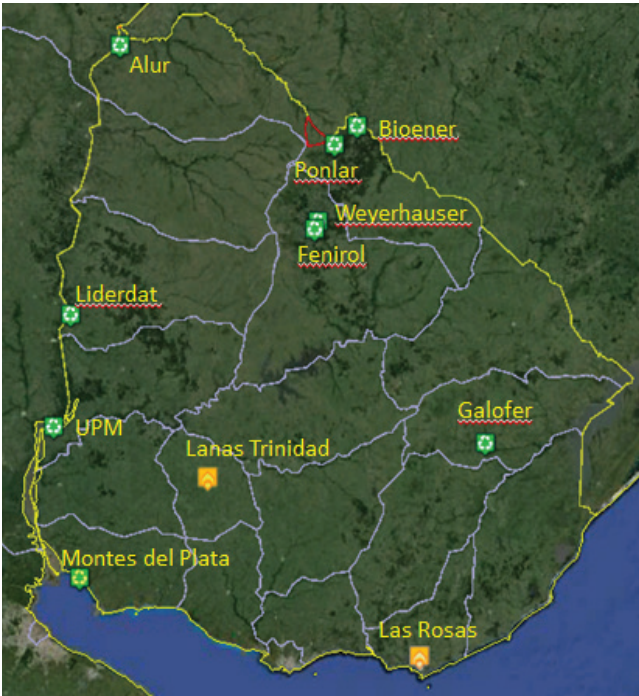 Alur
Bioener
Ponlar
Weyerhauser
Fenirol
Liderdat
Galofer
UPM
Lanas Trinidad
Montes del Plata
Las Rosas